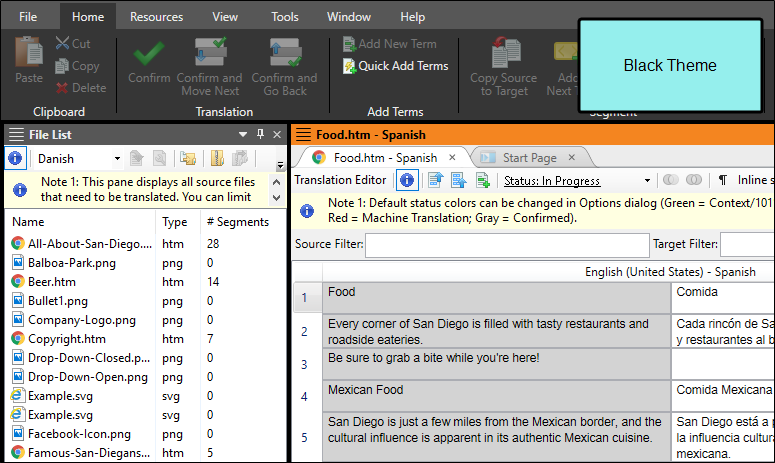 File Home Resources View Tools Window Help
Paste Cut Copy Delete
Clipboard
Confirm Confirm and Move Next Confirm and Go Back
Translation
Add New Term
Quick Add Terms
Add Terms
Copy Source to Target
Add
Next T
Segment
Black Theme
File List
Danish
Note 1: This pane displays all source files
that need to be translated. You can limit
Name Type # Segments
All-About-San-Diego.... htm 28
Balboa-Park.png png 0
Beer.htm htm 14
Bullet1.png png 0
Company-Logo.png png 0
Copyright.htm htm 7
Drop-Down-Closed.p... png 0
Drop-Down-Open.png png 0
Example.svg svg 0
Example.svg svg 0
Facebook-Icon.png png 0
Famous-San-Diegans... htm 5
Food.htm - Spanish
Food.htm - Spanish × Start Page ×
Translation Editor Status: In Progress ¶ Inline s
Note 1: Default status colors can be changed in Options dialog (Green = Context/101
Red = Machine Translation; Gray = Confirmed).
Source Filter: Target Filter:
English (United States) - Spanish
1 Food Comida
2 Every corner of San Diego is filled with tasty restaurants and Cada rincón de Sa
roadside eateries. y restaurantes al b
3 Be sure to grab a bite while you're here!
4 Mexican Food Comida Mexicana
5 San Diego is just a few miles from the Mexican border, and the San Diego está a p
cultural influence is apparent in its authentic Mexican cuisine. la influencia cultura
mexicana.